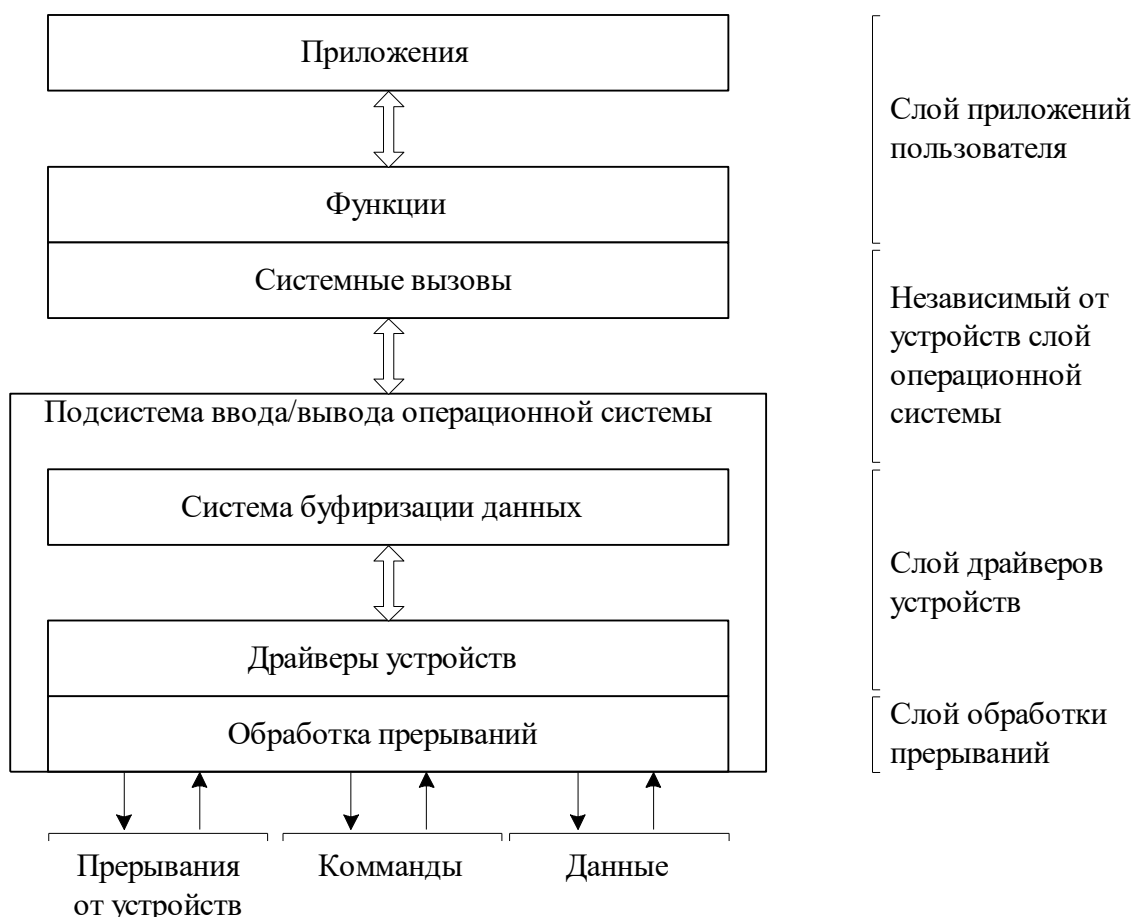 Приложения
Функции
Системные вызовы
Подсистема ввода/вывода операционной системы
Система буфиризации данных
Драйверы устройств
Обработка прерываний
Прерывания
от устройств
Комманды
Данные
Слой приложений
пользователя
Независимый от
устройств слой
операционной
системы
Слой драйверов
устройств
Слой обработки
прерываний